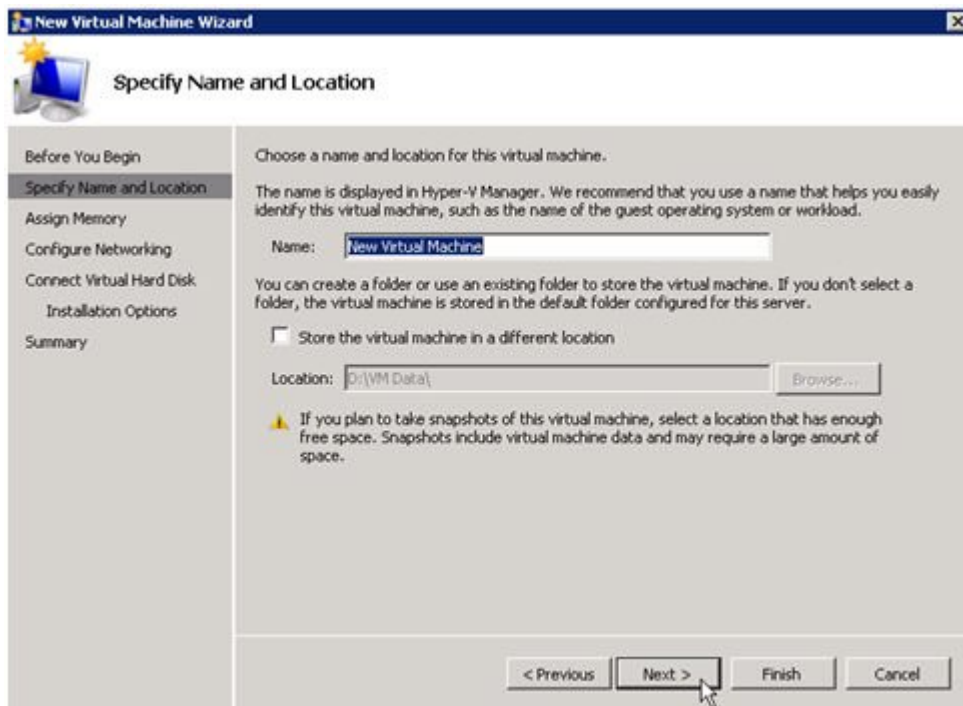 New Virtual Machine Wizard
Specify Name and Location
Before You Begin
Specify Name and Location
Assign Memory
Configure Networking
Connect Virtual Hard Disk
Installation Options
Summary
Choose a name and location for this virtual machine.
The name is displayed in Hyper-V Manager. We recommend that you use a name that helps you easily
identify this virtual machine, such as the name of the guest operating system or workload.
Name: New Virtual Machine
You can create a folder or use an existing folder to store the virtual machine. If you don't select a
folder, the virtual machine is stored in the default folder configured for this server.
Store the virtual machine in a different location
Location: D:\VM Data\ Browse...
If you plan to take snapshots of this virtual machine, select a location that has enough
free space. Snapshots include virtual machine data and may require a large amount of
space.
< Previous Next > Finish Cancel